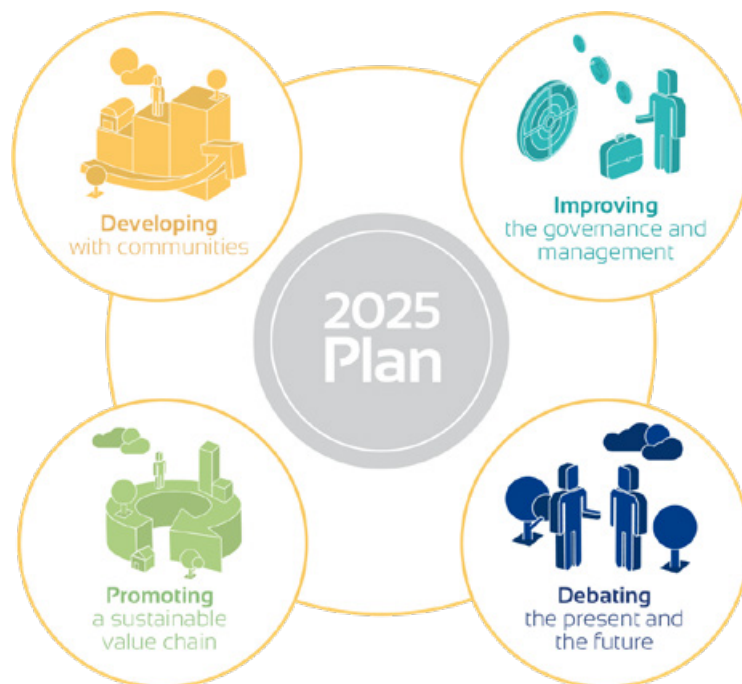 Developing
with communities
Improving
the governance and
management
2025
Plan
Promoting
a sustainable
value chain
Debating
the present and
the future